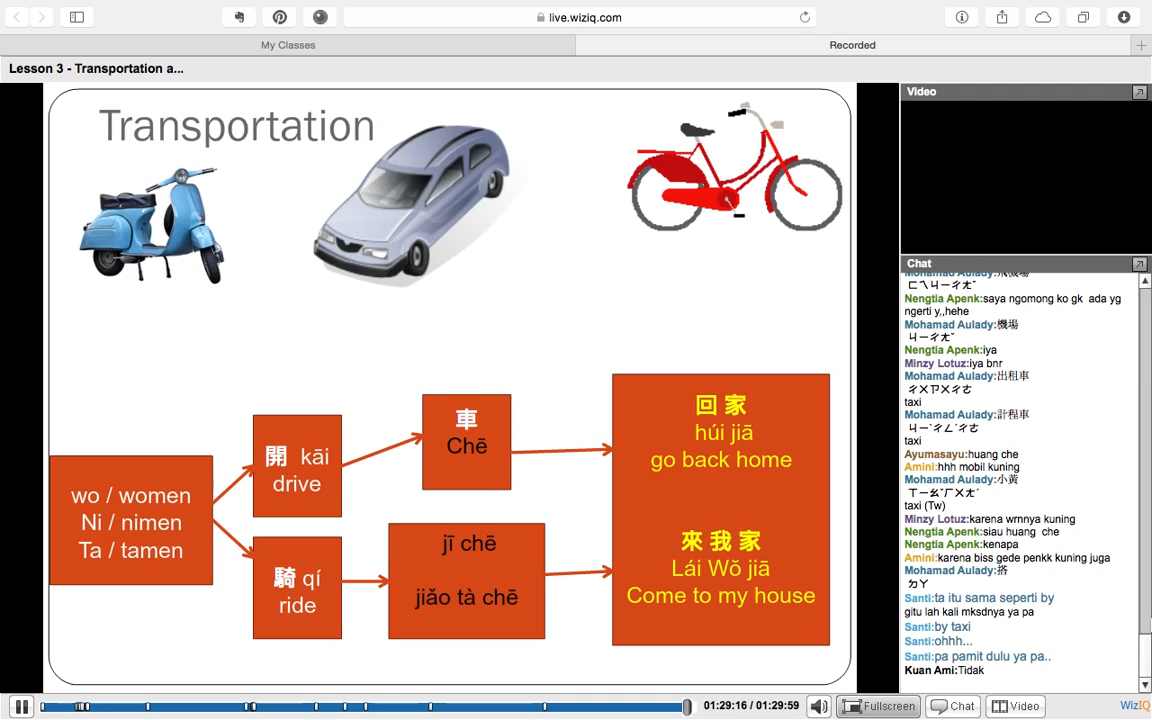 live.wiziq.com
My Classes
Recorded
Lesson 3 - Transportation a...
Transportation
wo / women
Ni / nimen
Ta / tamen
開 kāi
drive
騎 qí
ride
車
Chē
jī chē
jiǎo tà chē
回 家
húi jiā
go back home
來 我 家
Lái Wǒ jiā
Come to my house
Video
Chat
ㄈㄟㄐㄧㄔㄤˇ
Nengtia Apenk:saya ngomong ko gk ada yg
ngerti y,,hehe
Mohamad Aulady:機場
ㄐㄧㄔㄤˇ
Nengtia Apenk:iya
Minzy Lotuz:iya bnr
Mohamad Aulady:出租車
ㄔㄨㄗㄨㄔㄜ
taxi
Mohamad Aulady:計程車
ㄐㄧˋㄔㄥˊㄔㄜ
taxi
Ayumasayu:huang che
Amini:hhh mobil kuning
Mohamad Aulady:小黃
ㄒㄧㄠˇㄏㄨㄤˊ
taxi (Tw)
Minzy Lotuz:karena wrnnya kuning
Nengtia Apenk:siau huang che
Nengtia Apenk:kenapa
Amini:karena biss gede penkk kuning juga
Mohamad Aulady:搭
ㄉㄚ
Santi:ta itu sama seperti by
gitu lah kali mksdnya ya pa
Santi:by taxi
Santi:ohhh...
Santi:pa pamit dulu ya pa..
Kuan Ami:Tidak
01:29:16 / 01:29:59
Fullscreen
Chat
Video
WizIQ